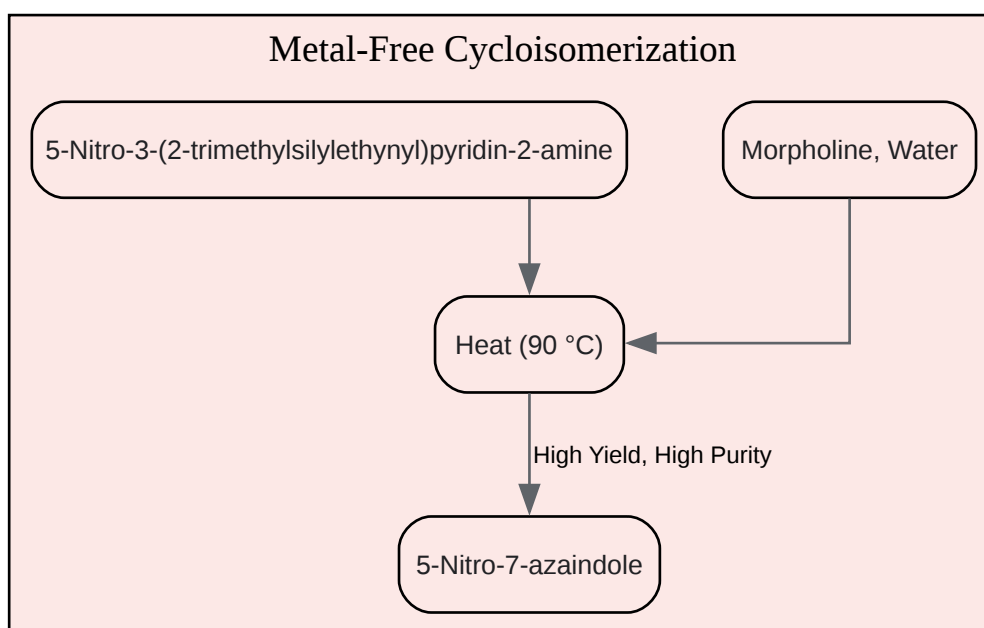 Metal-Free Cycloisomerization
5-Nitro-3-(2-trimethylsilylethynyl)pyridin-2-amine
Morpholine, Water
Heat (90 °C)
High Yield, High Purity
5-Nitro-7-azaindole